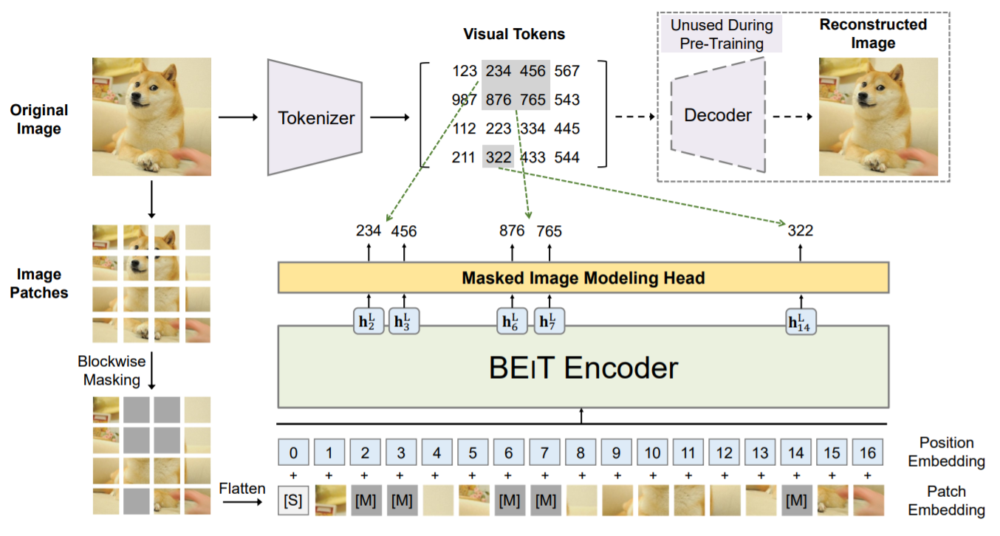 Unused During
Pre-Training
Reconstructed
Image
Visual Tokens
Original
Image
Tokenizer
123 234 456 567
987 876 765 543
112 223 334 445
211 322 433 544
Decoder
234 456 876 765 322
Image
Patches
Masked Image Modeling Head
h₂ᴸ h₃ᴸ h₆ᴸ h₇ᴸ h₁₄ᴸ
Blockwise
Masking
BEIT Encoder
0 1 2 3 4 5 6 7 8 9 10 11 12 13 14 15 16
Position
Embedding
+ + + + + + + + + + + + + + + + +
Flatten
[S] [M] [M] [M] [M] [M]
Patch
Embedding